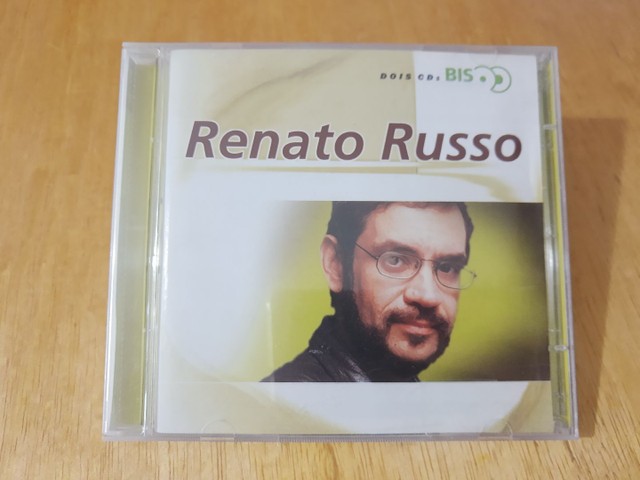 DOIS CDs BIS
Renato Russo